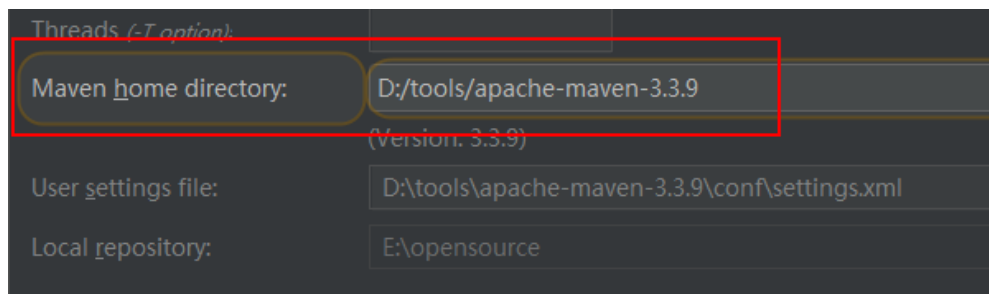 Threads (-T option):
Maven home directory: D:/tools/apache-maven-3.3.9
(Version: 3.3.9)
User settings file: D:\tools\apache-maven-3.3.9\conf\settings.xml
Local repository: E:\opensource